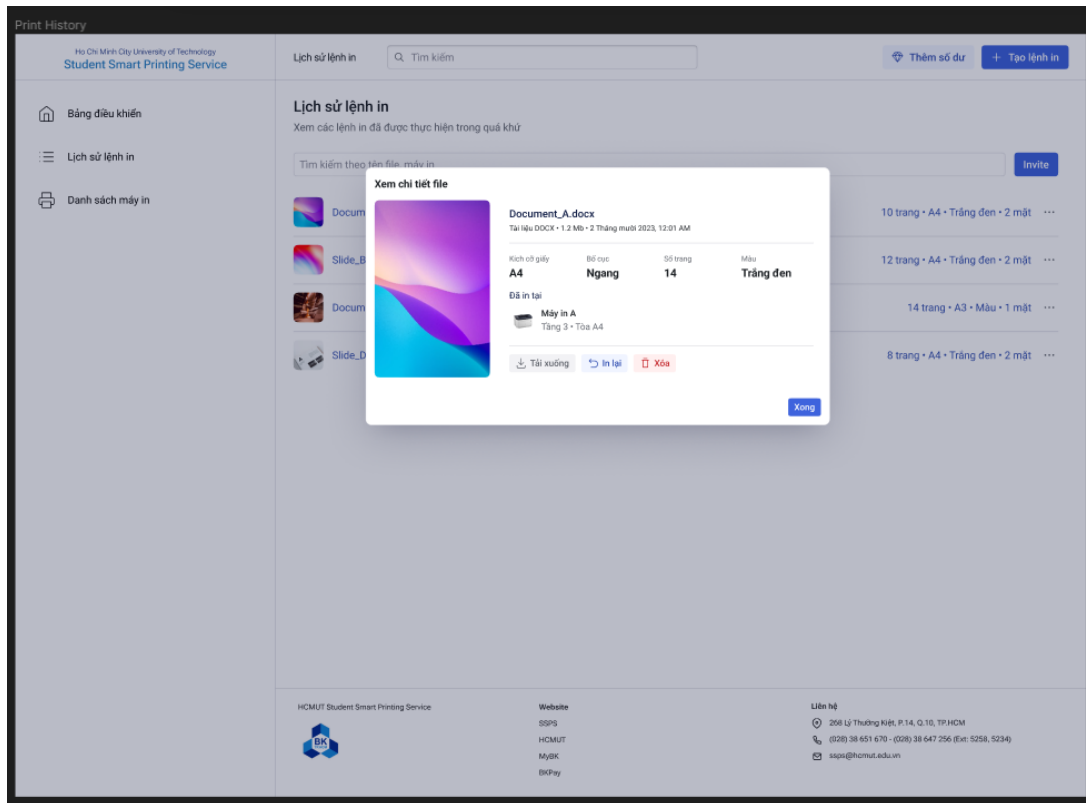 Print History
Ho Chi Minh City University of Technology
Student Smart Printing Service
Lịch sử lệnh in
Tìm kiếm
Thêm số dư
Tạo lệnh in
Bảng điều khiển
Lịch sử lệnh in
Danh sách máy in
Lịch sử lệnh in
Xem các lệnh in đã được thực hiện trong quá khứ
Tìm kiếm theo tên file, máy in
Invite
Docum
10 trang • A4 • Trắng đen • 2 mặt
Slide_B
12 trang • A4 • Trắng đen • 2 mặt
Docum
14 trang • A3 • Màu • 1 mặt
Slide_D
8 trang • A4 • Trắng đen • 2 mặt
Xem chi tiết file
Document_A.docx
Tài liệu DOCX • 1.2 Mb • 2 Tháng mười 2023, 12:01 AM
Kích cỡ giấy Bố cục Số trang Màu
A4 Ngang 14 Trắng đen
Đã in tại
Máy in A
Tầng 3 • Tòa A4
Tải xuống In lại Xóa
Xong
HCMUT Student Smart Printing Service
BK
Website
SSPS
HCMUT
MyBK
BKPay
Liên hệ
268 Lý Thường Kiệt, P.14, Q.10, TP.HCM
(028) 38 651 670 - (028) 38 647 256 (Ext: 5258, 5234)
ssps@hcmut.edu.vn